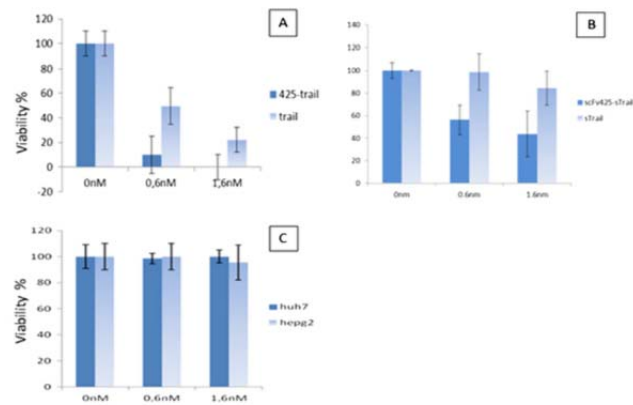 A
120
100
80
60
40
20
0
-20
Viability %
0nM 0,6nM 1,6nM
425-trail
trail
B
140
120
100
80
60
40
20
0
0nm 0.6nm 1.6nm
scFv425-sTrail
sTrail
C
120
100
80
60
40
20
0
Viability %
0nM 0,6nM 1,6nM
huh7
hepg2